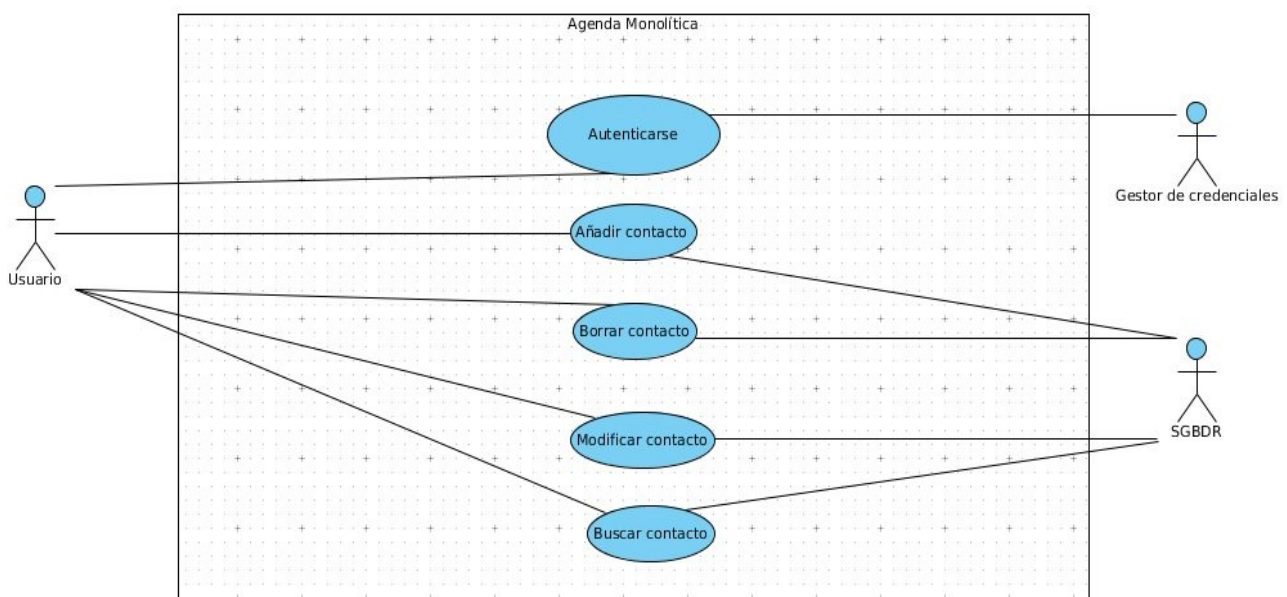 Agenda Monolítica
Autenticarse
Gestor de credenciales
Añadir contacto
Usuario
Borrar contacto
Modificar contacto
SGBDR
Buscar contacto